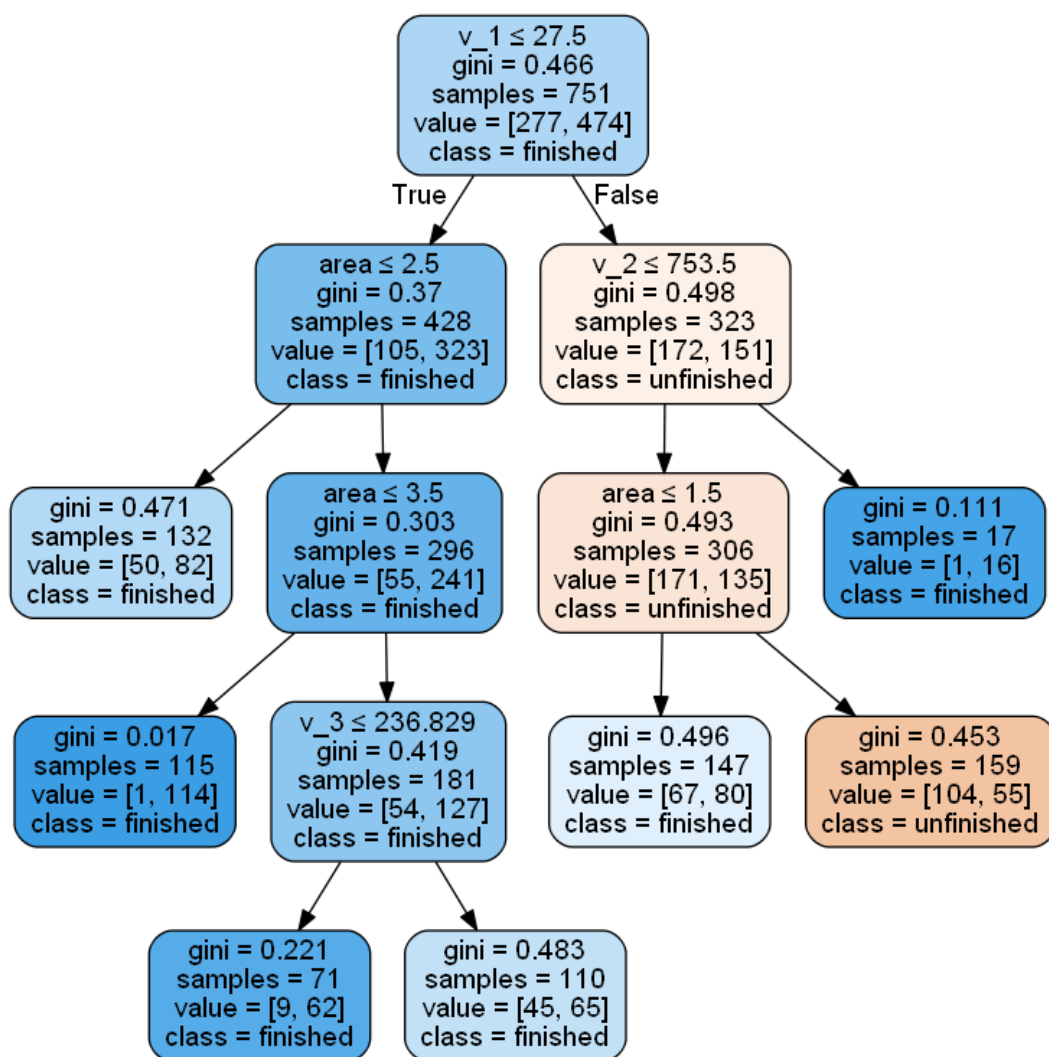 v_1 ≤ 27.5
gini = 0.466
samples = 751
value = [277, 474]
class = finished
True
False
area ≤ 2.5
gini = 0.37
samples = 428
value = [105, 323]
class = finished
v_2 ≤ 753.5
gini = 0.498
samples = 323
value = [172, 151]
class = unfinished
gini = 0.471
samples = 132
value = [50, 82]
class = finished
area ≤ 3.5
gini = 0.303
samples = 296
value = [55, 241]
class = finished
area ≤ 1.5
gini = 0.493
samples = 306
value = [171, 135]
class = unfinished
gini = 0.111
samples = 17
value = [1, 16]
class = finished
gini = 0.017
samples = 115
value = [1, 114]
class = finished
v_3 ≤ 236.829
gini = 0.419
samples = 181
value = [54, 127]
class = finished
gini = 0.496
samples = 147
value = [67, 80]
class = finished
gini = 0.453
samples = 159
value = [104, 55]
class = unfinished
gini = 0.221
samples = 71
value = [9, 62]
class = finished
gini = 0.483
samples = 110
value = [45, 65]
class = finished